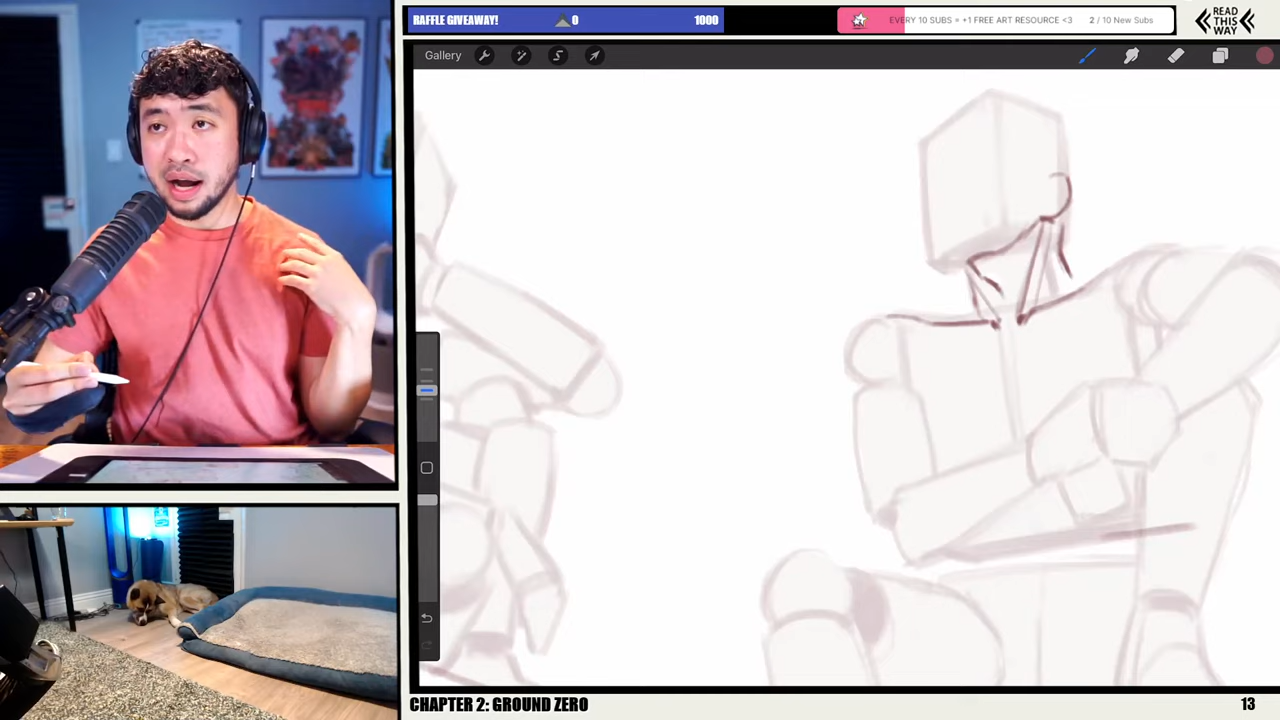 RAFFLE GIVEAWAY! 0 1000
EVERY 10 SUBS = +1 FREE ART RESOURCE <3 2 / 10 New Subs
READ
THIS
WAY
Gallery
CHAPTER 2: GROUND ZERO
13